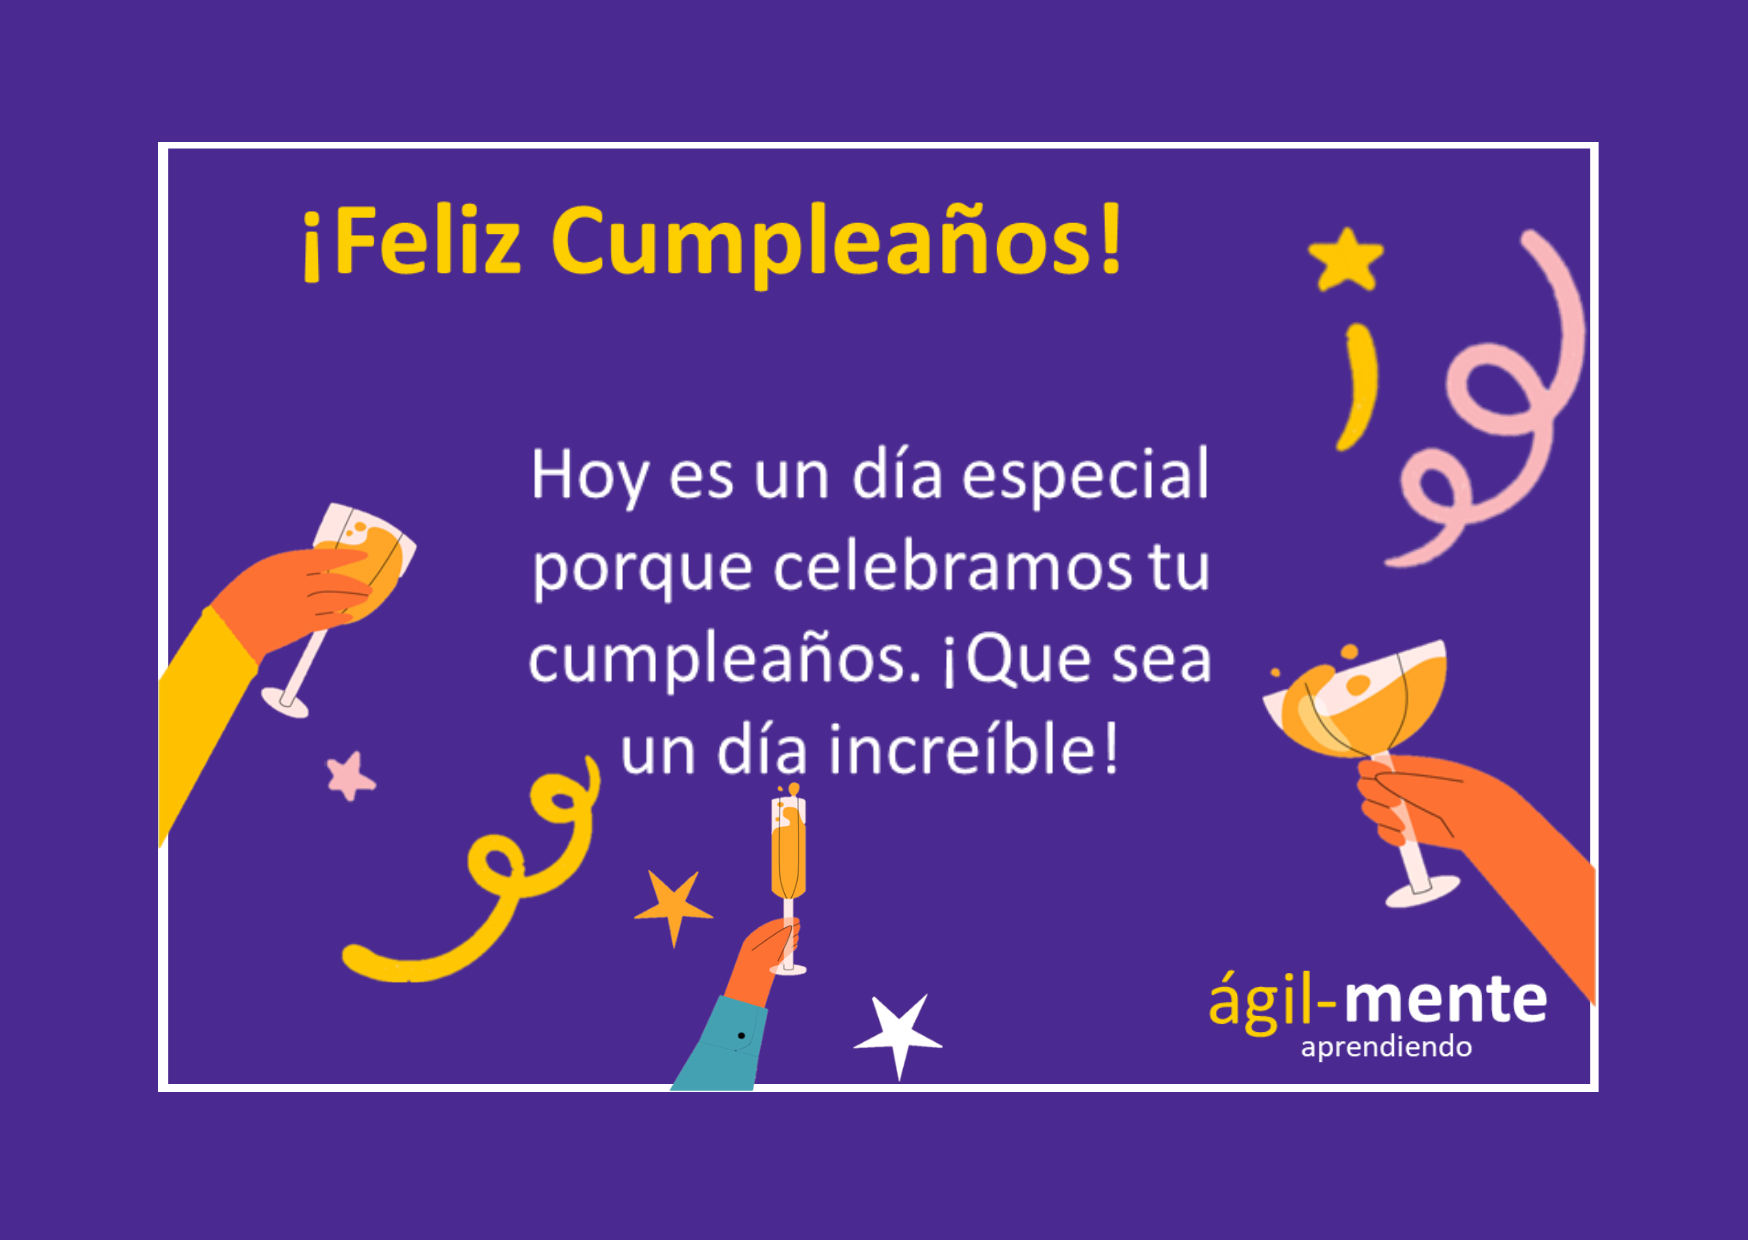 ¡Feliz Cumpleaños!
Hoy es un día especial
porque celebramos tu
cumpleaños. ¡Que sea
un día increíble!
ágil-mente
aprendiendo